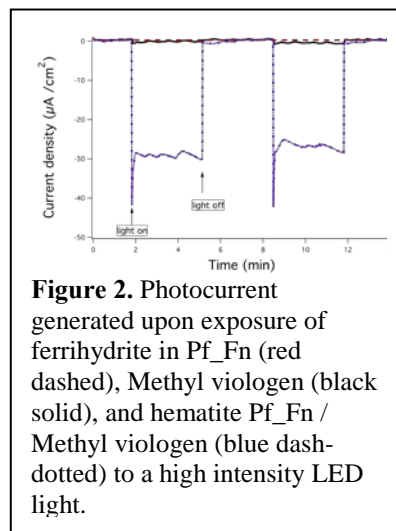 0
-10
-20
-30
-40
-50
Current density (µA /cm²)
light on
light off
0
2
4
6
8
10
12
Time (min)
Figure 2. Photocurrent
generated upon exposure of
ferrihydrite in Pf_Fn (red
dashed), Methyl viologen (black
solid), and hematite Pf_Fn /
Methyl viologen (blue dash-
dotted) to a high intensity LED
light.